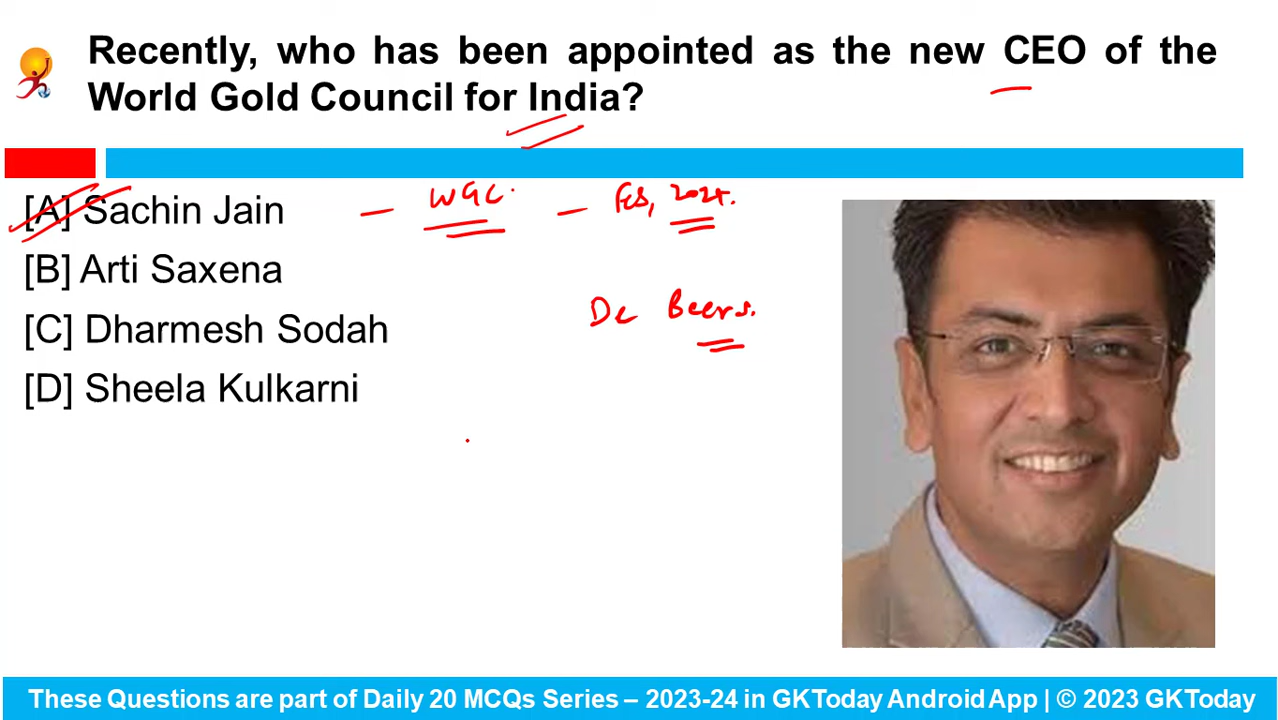 Recently, who has been appointed as the new CEO of the
World Gold Council for India?
[A] Sachin Jain – WGC. – Feb, 2024.
[B] Arti Saxena
De Beers.
[C] Dharmesh Sodah
[D] Sheela Kulkarni
These Questions are part of Daily 20 MCQs Series – 2023-24 in GKToday Android App | © 2023 GKToday